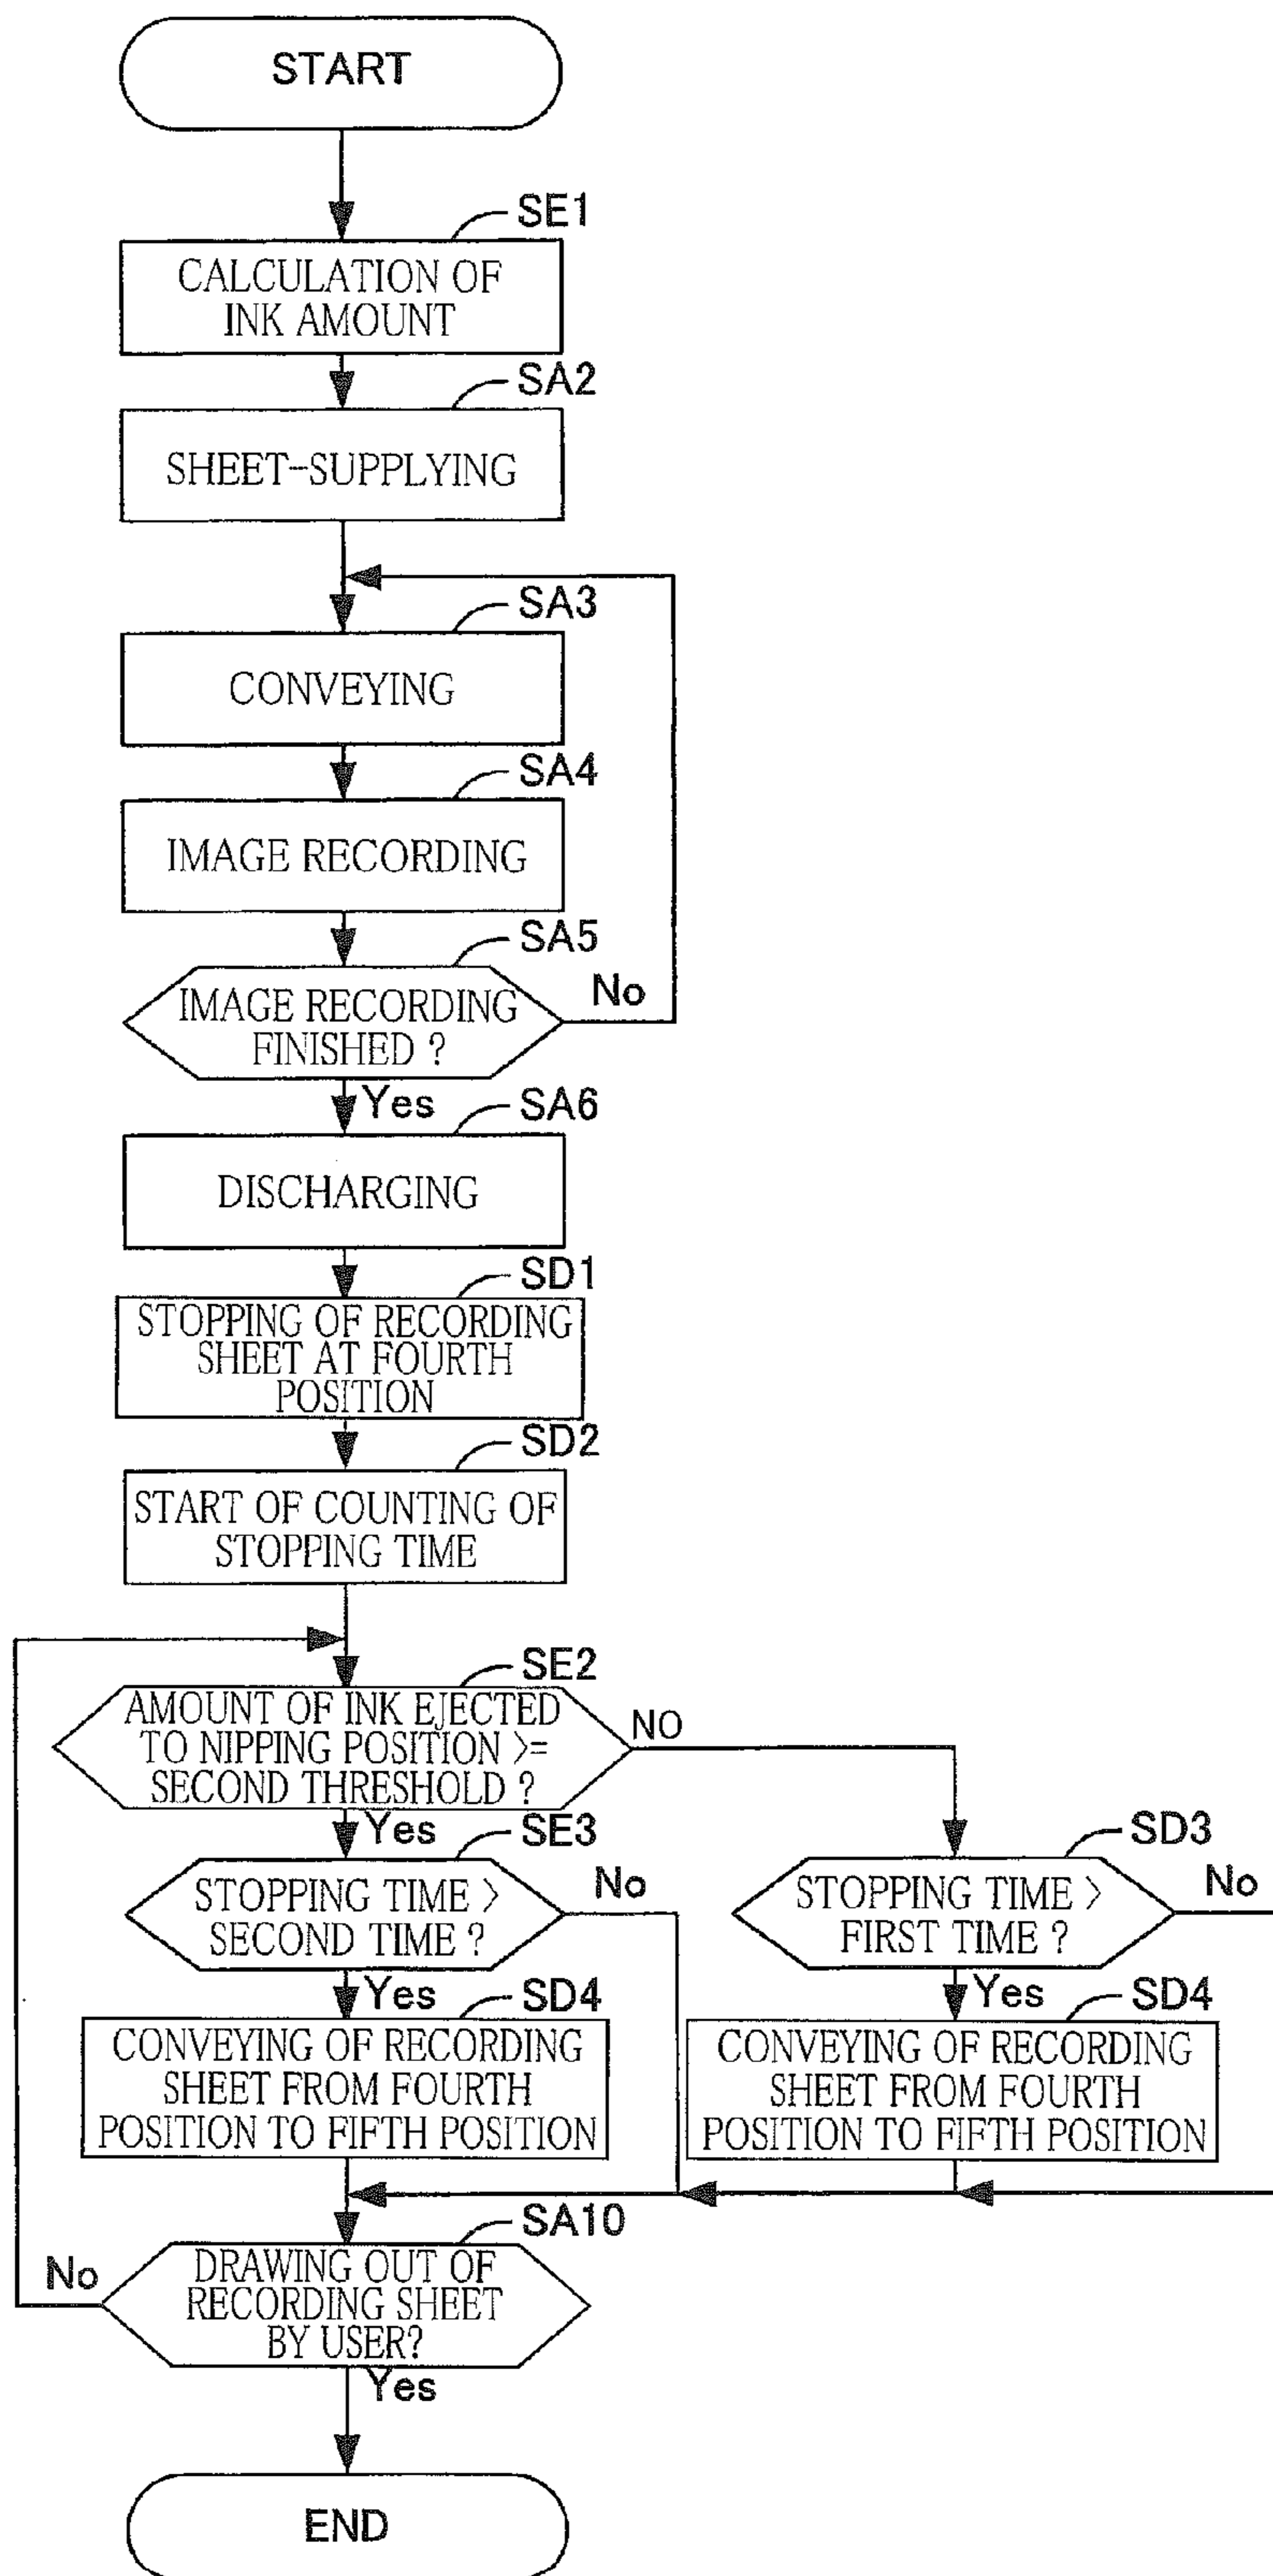 START
SE1
CALCULATION OF
INK AMOUNT
SA2
SHEET-SUPPLYING
SA3
CONVEYING
SA4
IMAGE RECORDING
SA5
IMAGE RECORDING
FINISHED ?
No
Yes
SA6
DISCHARGING
SD1
STOPPING OF RECORDING
SHEET AT FOURTH
POSITION
SD2
START OF COUNTING OF
STOPPING TIME
SE2
AMOUNT OF INK EJECTED
TO NIPPING POSITION >=
SECOND THRESHOLD ?
NO
Yes
SE3
STOPPING TIME >
SECOND TIME ?
No
Yes
SD4
CONVEYING OF RECORDING
SHEET FROM FOURTH
POSITION TO FIFTH POSITION
SD3
STOPPING TIME >
FIRST TIME ?
No
Yes
SD4
CONVEYING OF RECORDING
SHEET FROM FOURTH
POSITION TO FIFTH POSITION
SA10
DRAWING OUT OF
RECORDING SHEET
BY USER?
No
Yes
END